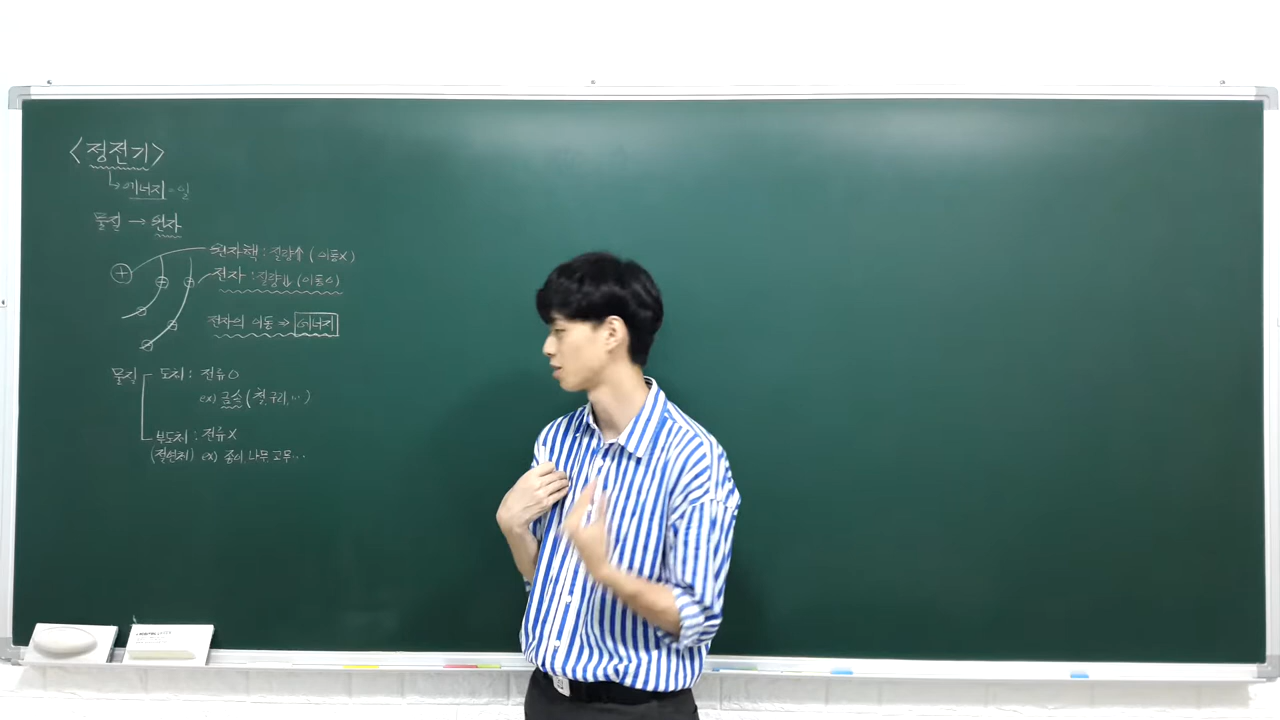 <정전기>
↳ 에너지 = 일
물질 → 원자
원자핵 : 질량↑ (이동X)
+
전자 : 질량↓ (이동O)
전자의 이동 ⇒ 에너지
물질 도체 : 전류O
ex) 금속 (철, 구리, …)
부도체 : 전류X
(절연체) ex) 종이, 나무, 고무…